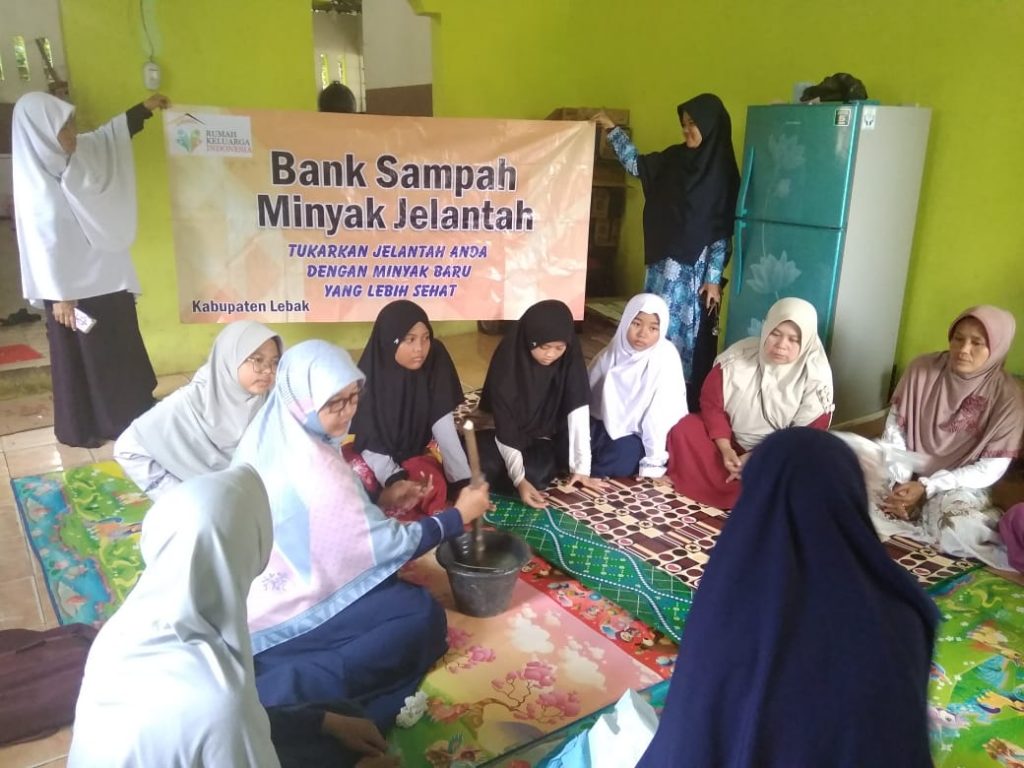 RUMAH
KELUARGA
INDONESIA
Bank Sampah
Minyak Jelantah
TUKARKAN JELANTAH ANDA
DENGAN MINYAK BARU
YANG LEBIH SEHAT
Kabupaten Lebak